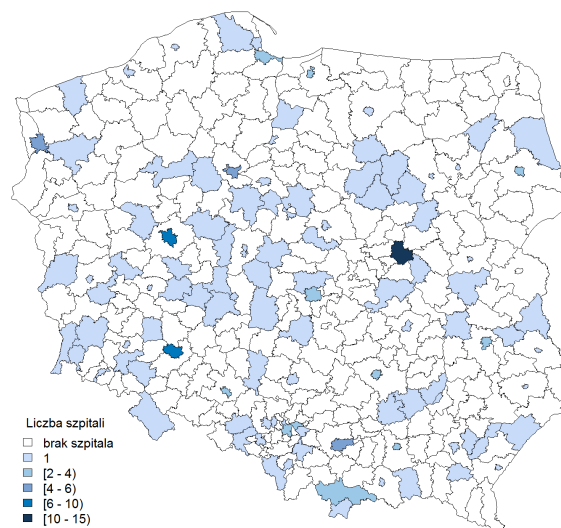 Liczba szpitali
brak szpitala
1
[2 - 4)
[4 - 6)
[6 - 10)
[10 - 15)